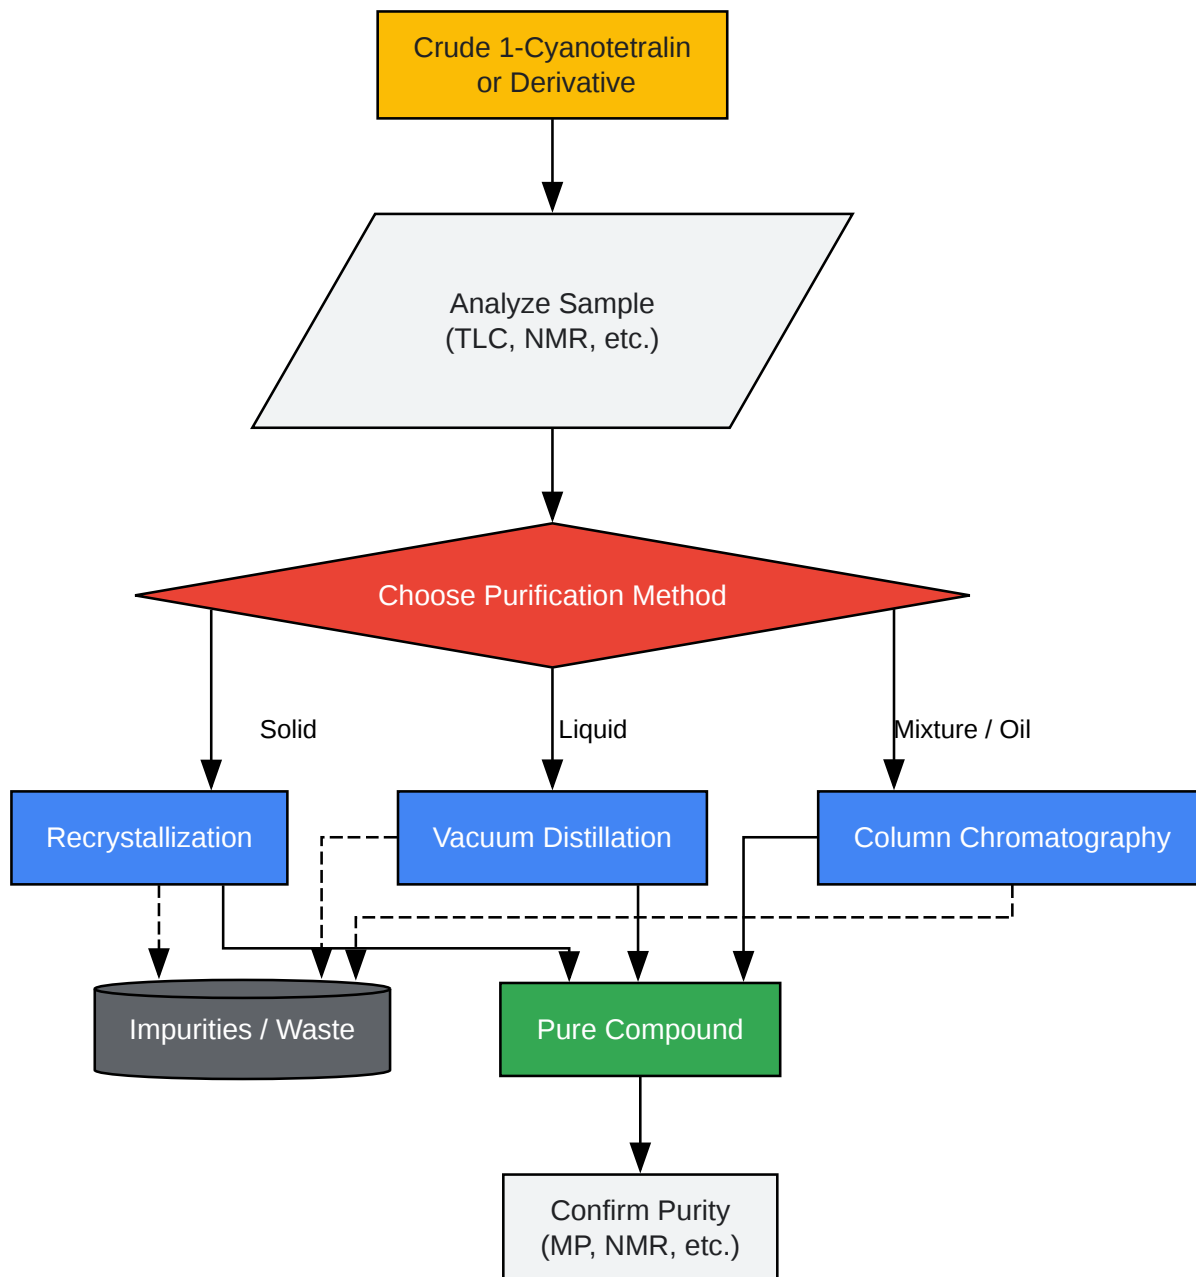 Crude 1-Cyanotetralin
or Derivative
Analyze Sample
(TLC, NMR, etc.)
Choose Purification Method
Solid
Liquid
Mixture / Oil
Recrystallization
Vacuum Distillation
Column Chromatography
Impurities / Waste
Pure Compound
Confirm Purity
(MP, NMR, etc.)